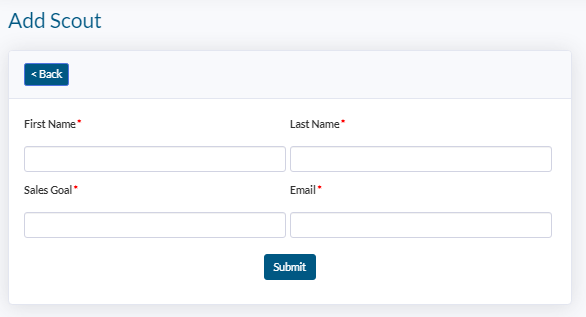 Add Scout
< Back
First Name* Last Name*
Sales Goal* Email*
Submit